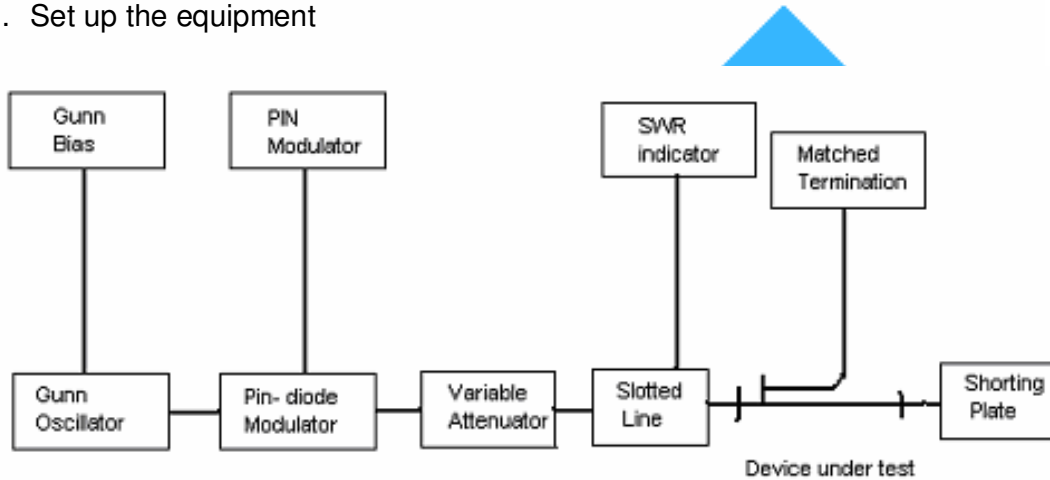 . Set up the equipment
Gunn
Bias
PIN
Modulator
SWR
indicator
Matched
Termination
Gunn
Oscillator
Pin- diode
Modulator
Variable
Attenuator
Slotted
Line
Shorting
Plate
Device under test